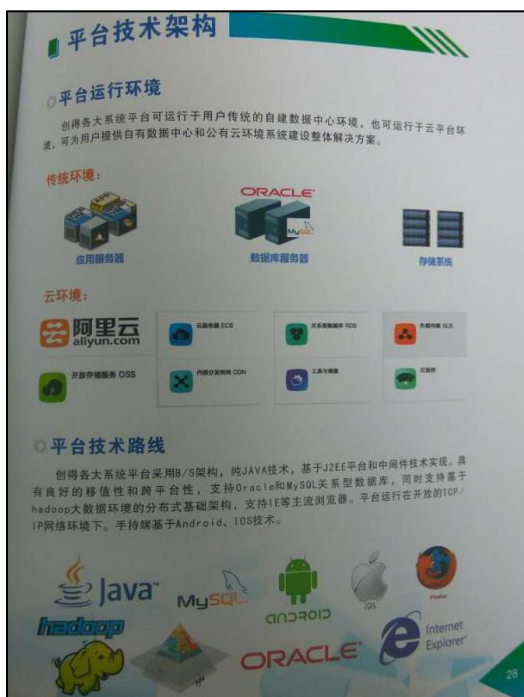 平台技术架构
平台运行环境
创得各大系统平台可运行于用户传统的自建数据中心环境，也可运行于云平台环
境，可为用户提供自有数据中心和公有云环境系统建设整体解决方案。
传统环境：
ORACLE
MySQL
应用服务器
数据库服务器
存储系统
云环境：
阿里云
aliyun.com
云服务器 ECS
关系型数据库 RDS
负载均衡 SLB
开放存储服务 OSS
内容分发网络 CDN
云监控
平台技术路线
创得各大系统平台采用B/S架构，纯JAVA技术，基于J2EE平台和中间件技术实现。具
有良好的移值性和跨平台性，支持Oracle和MySQL关系型数据库，同时支持基于
hadoop大数据环境的分布式基础架构，支持IE等主流浏览器。平台运行在开放的TCP/
IP网络环境下。手持端基于Android、IOS技术。
Java
MySQL
ANDROID
iOS
Firefox
hadoop
ORACLE
Internet
Explorer
28